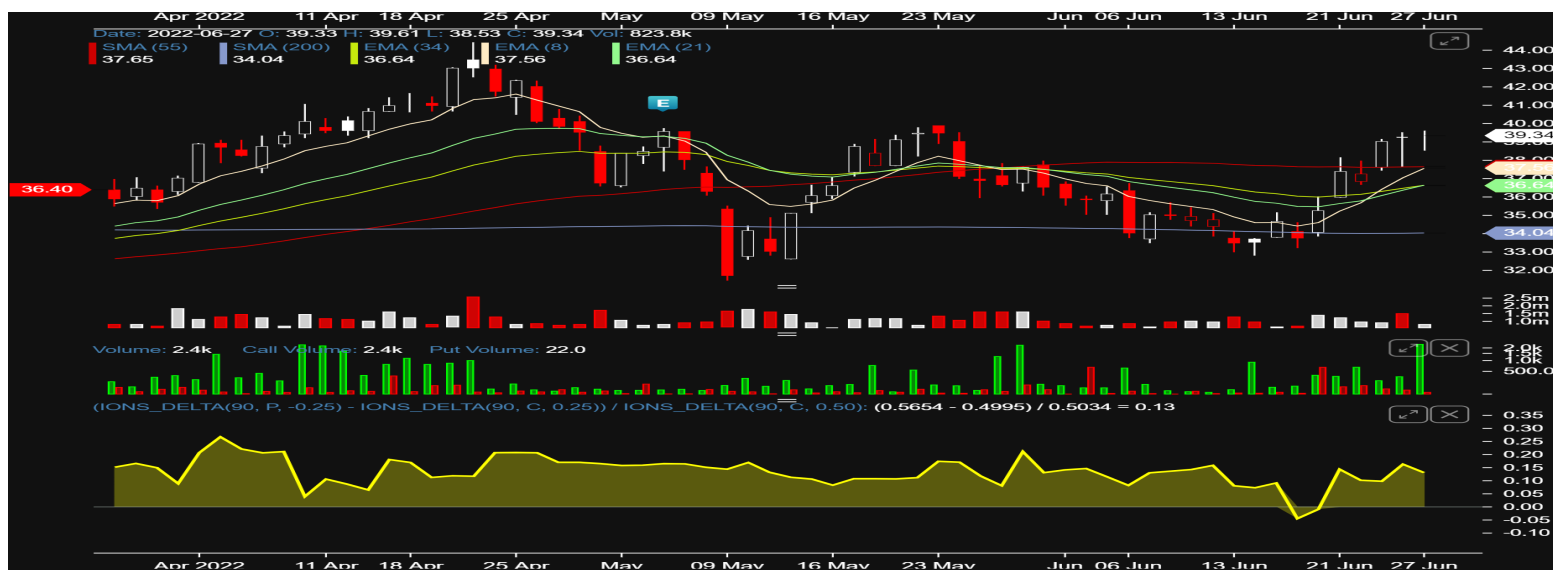 Apr 2022 11 Apr 18 Apr 25 Apr May 09 May 16 May 23 May Jun 06 Jun 13 Jun 21 Jun 27 Jun
Date: 2022-06-27 O: 39.33 H: 39.61 L: 38.53 C: 39.34 Vol: 823.8k
SMA (55) SMA (200) EMA (34) EMA (8) EMA (21)
37.65 34.04 36.64 37.56 36.64
44.00
43.00
42.00
41.00
E
40.00
39.34
38.00
37.00
36.64
36.40
36.00
35.00
34.04
33.00
32.00
2.5m
2.0m
1.5m
1.0m
Volume: 2.4k Call Volume: 2.4k Put Volume: 22.0
2.0k
1.5k
1.0k
500.0
(IONS_DELTA(90, P, -0.25) - IONS_DELTA(90, C, 0.25)) / IONS_DELTA(90, C, 0.50): (0.5654 - 0.4995) / 0.5034 = 0.13
0.35
0.30
0.25
0.20
0.15
0.10
0.05
0.00
-0.05
-0.10
Apr 2022 11 Apr 18 Apr 25 Apr May 09 May 16 May 23 May Jun 06 Jun 13 Jun 21 Jun 27 Jun